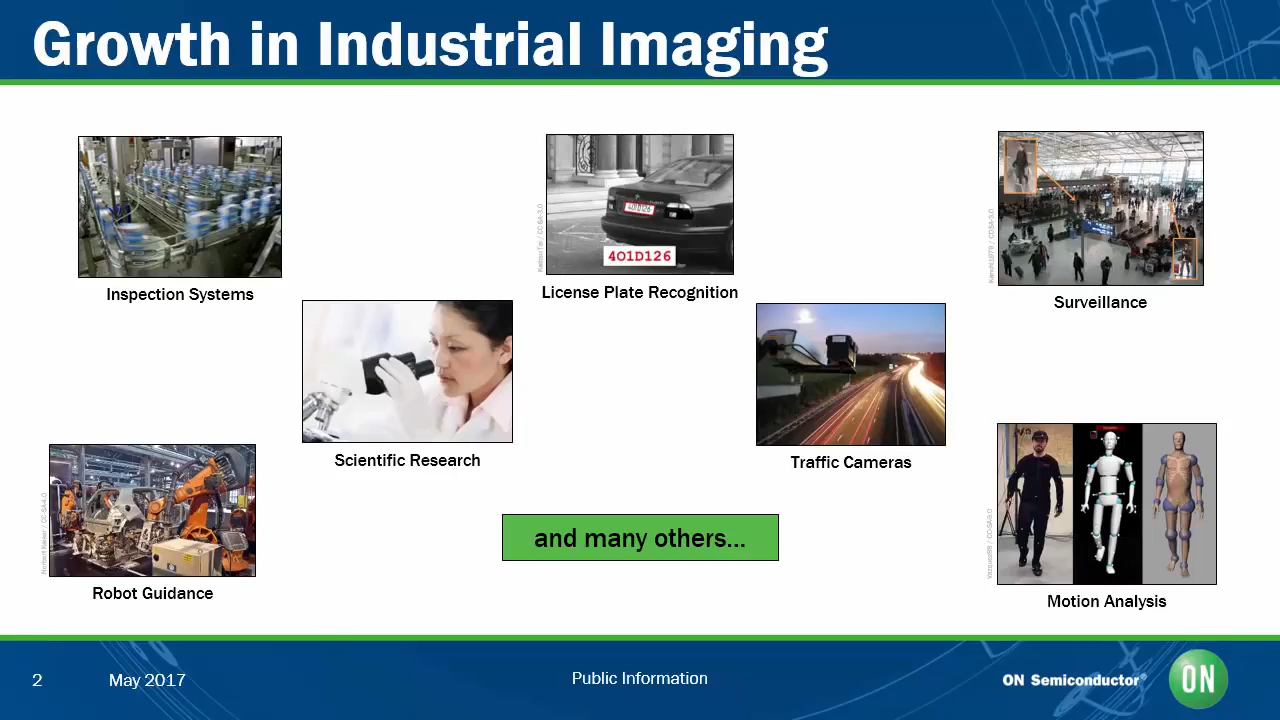 Growth in Industrial Imaging
401D126
Inspection Systems
License Plate Recognition
Surveillance
Scientific Research
Traffic Cameras
Robot Guidance
and many others...
Motion Analysis
2
May 2017
Public Information
ON Semiconductor
ON